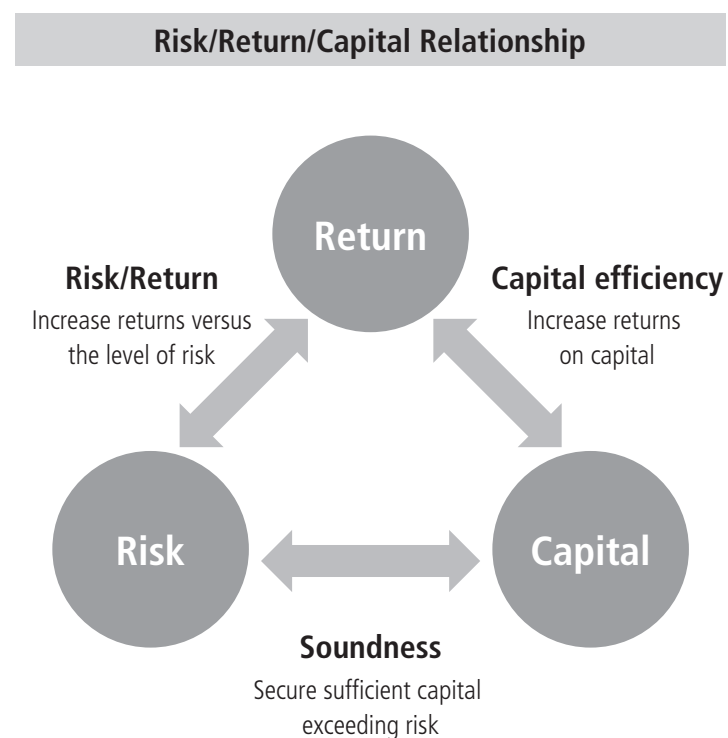 Risk/Return/Capital Relationship
Return
Risk/Return
Increase returns versus
the level of risk
Capital efficiency
Increase returns
on capital
Risk
Capital
Soundness
Secure sufficient capital
exceeding risk